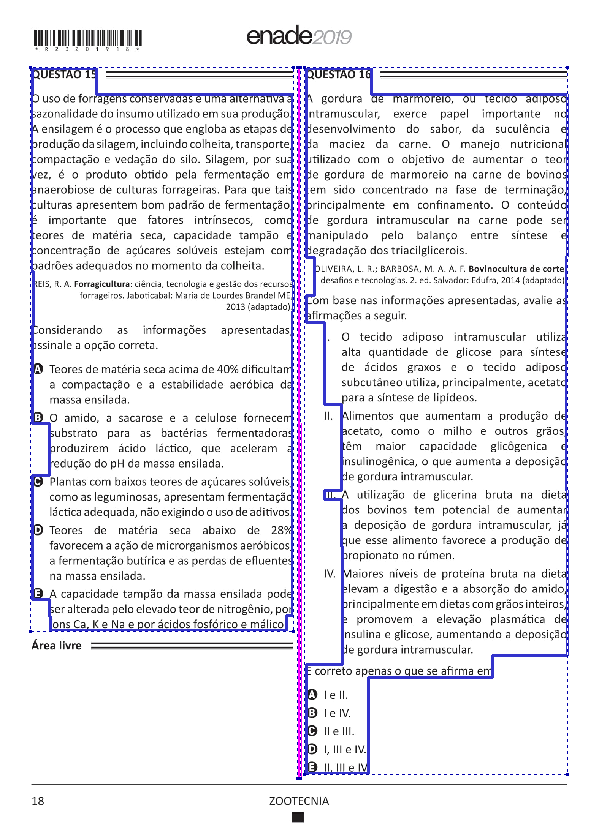 *R2320191​8*
enade2019
QUESTÃO 15
O uso de forragens conservadas é uma alternativa à
sazonalidade do insumo utilizado em sua produção.
A ensilagem é o processo que engloba as etapas de
produção da silagem, incluindo colheita, transporte,
compactação e vedação do silo. Silagem, por sua
vez, é o produto obtido pela fermentação em
anaerobiose de culturas forrageiras. Para que tais
culturas apresentem bom padrão de fermentação,
é importante que fatores intrínsecos, como
teores de matéria seca, capacidade tampão e
concentração de açúcares solúveis estejam com
padrões adequados no momento da colheita.
REIS, R. A. Forragicultura: ciência, tecnologia e gestão dos recursos
forrageiros. Jaboticabal: Maria de Lourdes Brandel ME,
2013 (adaptado).
Considerando as informações apresentadas,
assinale a opção correta.
A Teores de matéria seca acima de 40% dificultam
a compactação e a estabilidade aeróbica da
massa ensilada.
B O amido, a sacarose e a celulose fornecem
substrato para as bactérias fermentadoras
produzirem ácido láctico, que aceleram a
redução do pH da massa ensilada.
C Plantas com baixos teores de açúcares solúveis,
como as leguminosas, apresentam fermentação
láctica adequada, não exigindo o uso de aditivos.
D Teores de matéria seca abaixo de 28%
favorecem a ação de microrganismos aeróbicos,
a fermentação butírica e as perdas de efluentes
na massa ensilada.
E A capacidade tampão da massa ensilada pode
ser alterada pelo elevado teor de nitrogênio, por
íons Ca, K e Na e por ácidos fosfórico e málico.
Área livre
QUESTÃO 16
A gordura de marmoreio, ou tecido adiposo
intramuscular, exerce papel importante no
desenvolvimento do sabor, da suculência e
da maciez da carne. O manejo nutricional
utilizado com o objetivo de aumentar o teor
de gordura de marmoreio na carne de bovinos
tem sido concentrado na fase de terminação,
principalmente em confinamento. O conteúdo
de gordura intramuscular na carne pode ser
manipulado pelo balanço entre síntese e
degradação dos triacilglicerois.
OLIVEIRA, L. R.; BARBOSA, M. A. A. F. Bovinocultura de corte:
desafios e tecnologias. 2. ed. Salvador: Edufra, 2014 (adaptado).
Com base nas informações apresentadas, avalie as
afirmações a seguir.
I. O tecido adiposo intramuscular utiliza
alta quantidade de glicose para síntese
de ácidos graxos e o tecido adiposo
subcutâneo utiliza, principalmente, acetato
para a síntese de lipídeos.
II. Alimentos que aumentam a produção de
acetato, como o milho e outros grãos,
têm maior capacidade glicôgenica e
insulinogênica, o que aumenta a deposição
de gordura intramuscular.
III. A utilização de glicerina bruta na dieta
dos bovinos tem potencial de aumentar
a deposição de gordura intramuscular, já
que esse alimento favorece a produção de
propionato no rúmen.
IV. Maiores níveis de proteína bruta na dieta
elevam a digestão e a absorção do amido,
principalmente em dietas com grãos inteiros,
e promovem a elevação plasmática de
insulina e glicose, aumentando a deposição
de gordura intramuscular.
É correto apenas o que se afirma em
A I e II.
B I e IV.
C II e III.
D I, III e IV.
E II, III e IV.
18
ZOOTECNIA